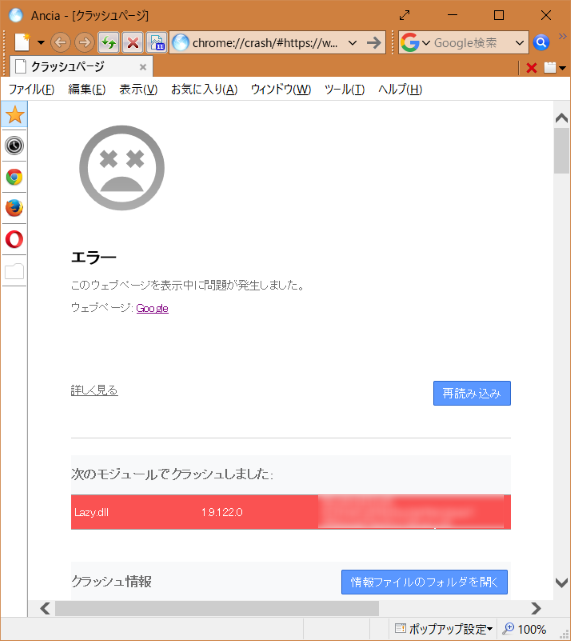 Ancia - [クラッシュページ]
chrome://crash/#https://w...
Google検索
クラッシュページ
ファイル(F) 編集(E) 表示(V) お気に入り(A) ウィンドウ(W) ツール(T) ヘルプ(H)
エラー
このウェブページを表示中に問題が発生しました。
ウェブページ: Google
詳しく見る
再読み込み
次のモジュールでクラッシュしました:
Lazy.dll 1.9.122.0
クラッシュ情報
情報ファイルのフォルダを開く
ポップアップ設定
100%